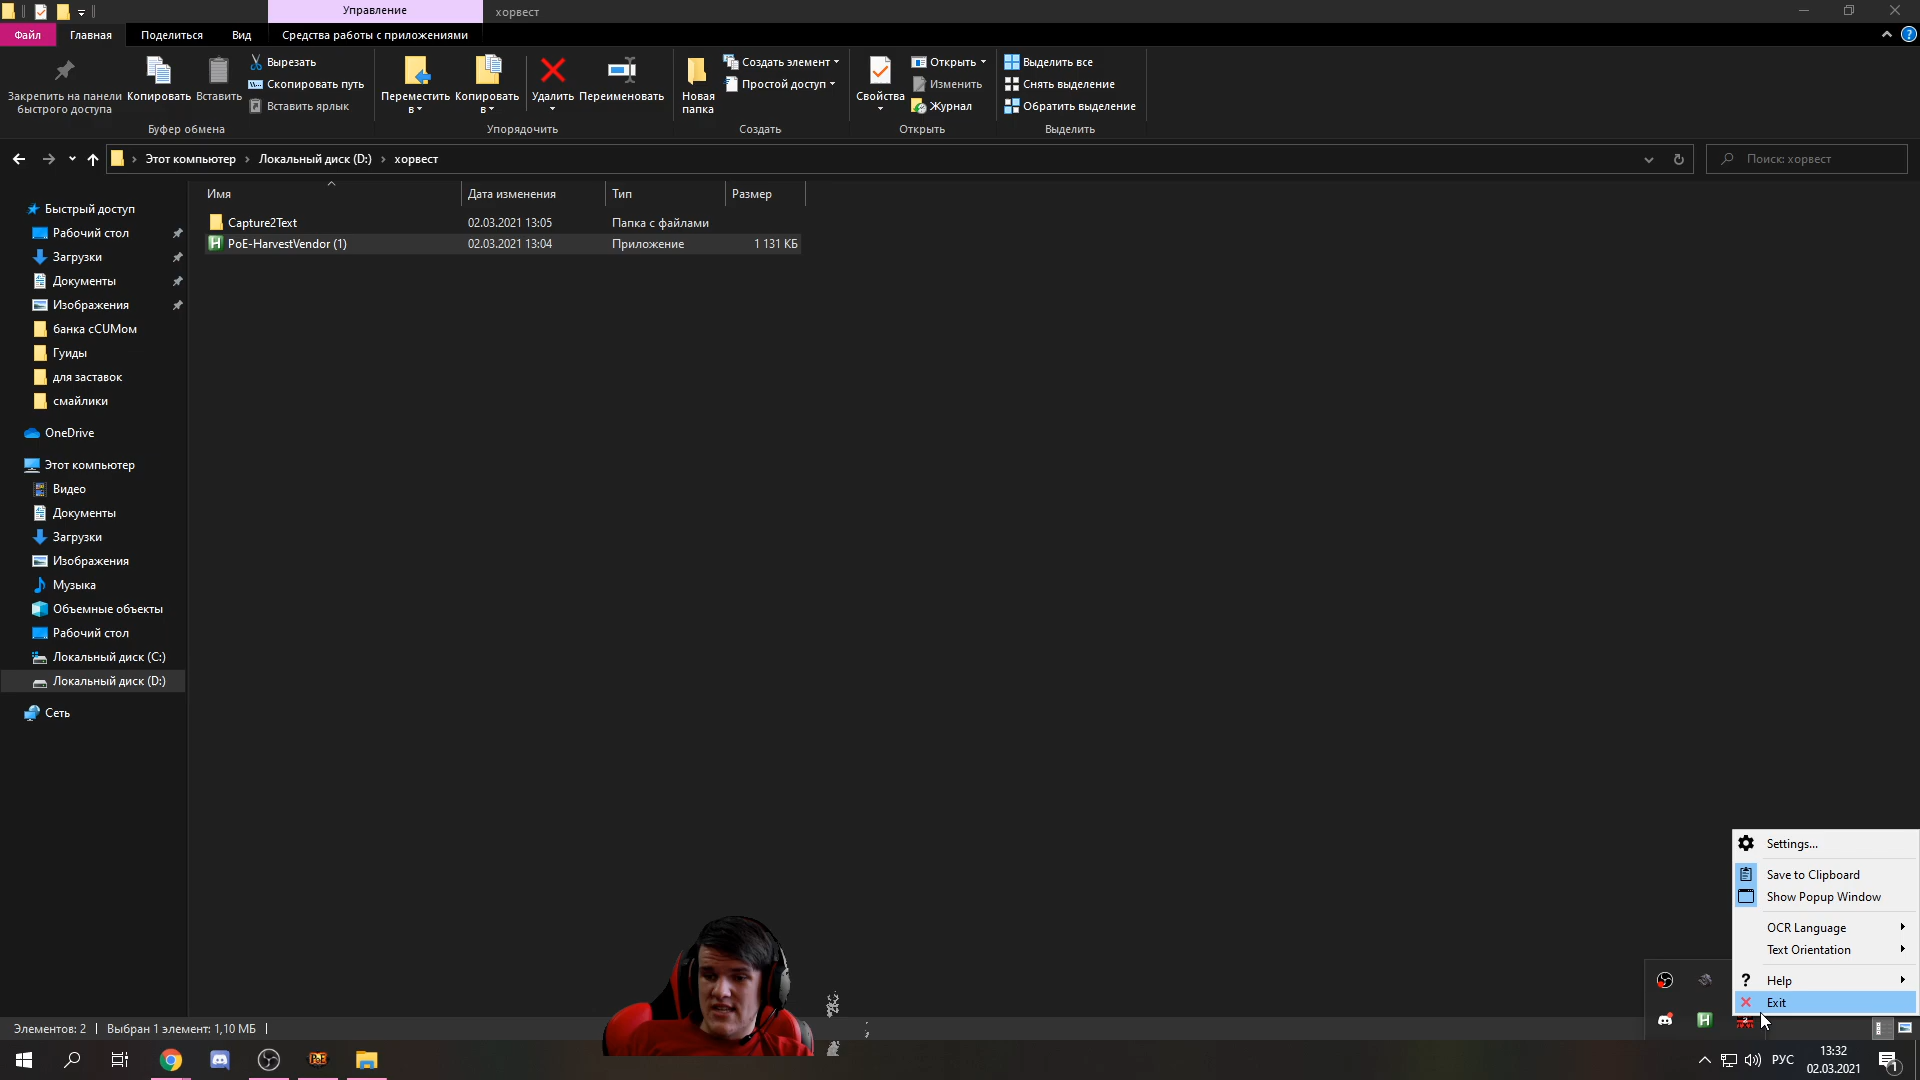 Управление
хорвест
Файл
Главная
Поделиться
Вид
Средства работы с приложениями
Закрепить на панели
быстрого доступа
Копировать
Вставить
Вырезать
Скопировать путь
Вставить ярлык
Буфер обмена
Переместить
в
Копировать
в
Удалить
Переименовать
Упорядочить
Новая
папка
Создать элемент
Простой доступ
Создать
Свойства
Открыть
Изменить
Журнал
Открыть
Выделить все
Снять выделение
Обратить выделение
Выделить
Этот компьютер
Локальный диск (D:)
хорвест
Поиск: хорвест
Имя
Дата изменения
Тип
Размер
Capture2Text 02.03.2021 13:05 Папка с файлами
PoE-HarvestVendor (1) 02.03.2021 13:04 Приложение 1 131 КБ
Быстрый доступ
Рабочий стол
Загрузки
Документы
Изображения
банка сСUMом
Гуиды
для заставок
смайлики
OneDrive
Этот компьютер
Видео
Документы
Загрузки
Изображения
Музыка
Объемные объекты
Рабочий стол
Локальный диск (C:)
Локальный диск (D:)
Сеть
Settings...
Save to Clipboard
Show Popup Window
OCR Language
Text Orientation
Help
Exit
Элементов: 2
Выбран 1 элемент: 1,10 МБ
РУС
13:32
02.03.2021
1